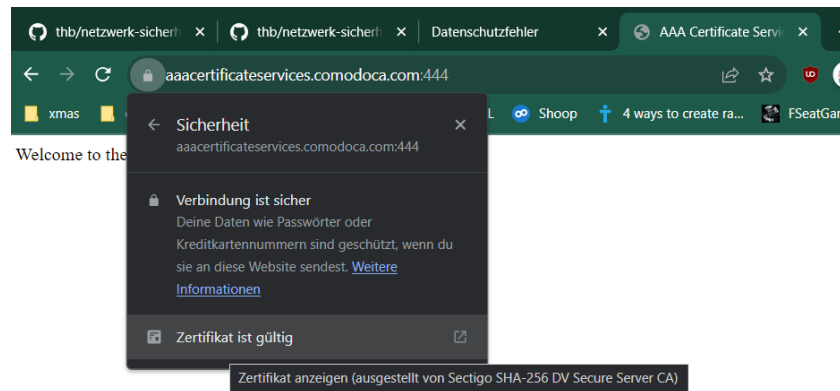 thb/netzwerk-sicherh
thb/netzwerk-sicherh
Datenschutzfehler
AAA Certificate Servi
aaacertificateservices.comodoca.com:444
xmas
L
Shoop
4 ways to create ra...
FSeatGar
Welcome to the
Sicherheit
aaacertificateservices.comodoca.com:444
Verbindung ist sicher
Deine Daten wie Passwörter oder
Kreditkartennummern sind geschützt, wenn du
sie an diese Website sendest. Weitere
Informationen
Zertifikat ist gültig
Zertifikat anzeigen (ausgestellt von Sectigo SHA-256 DV Secure Server CA)